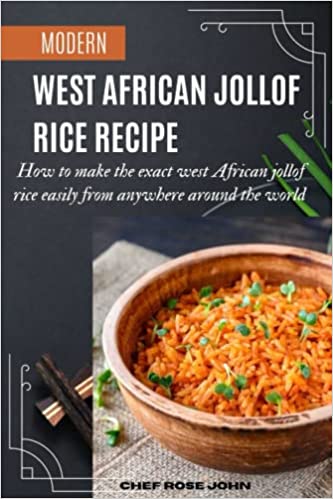 MODERN
WEST AFRICAN JOLLOF
RICE RECIPE
How to make the exact west African jollof
rice easily from anywhere around the world
CHEF ROSE JOHN